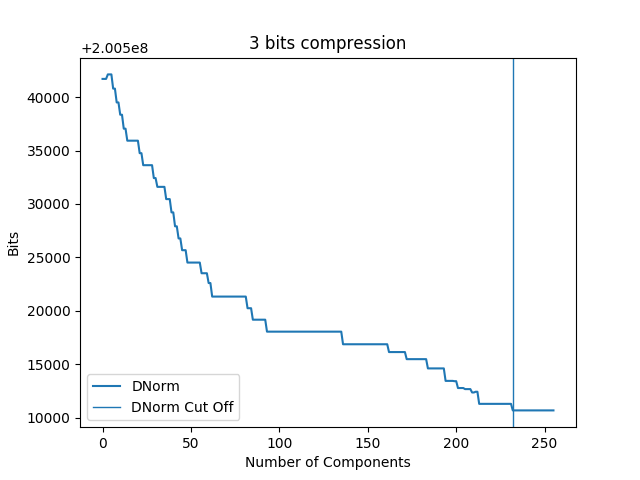 3 bits compression
+2.005e8
40000
35000
30000
25000
20000
15000
10000
Bits
DNorm
DNorm Cut Off
0 50 100 150 200 250
Number of Components